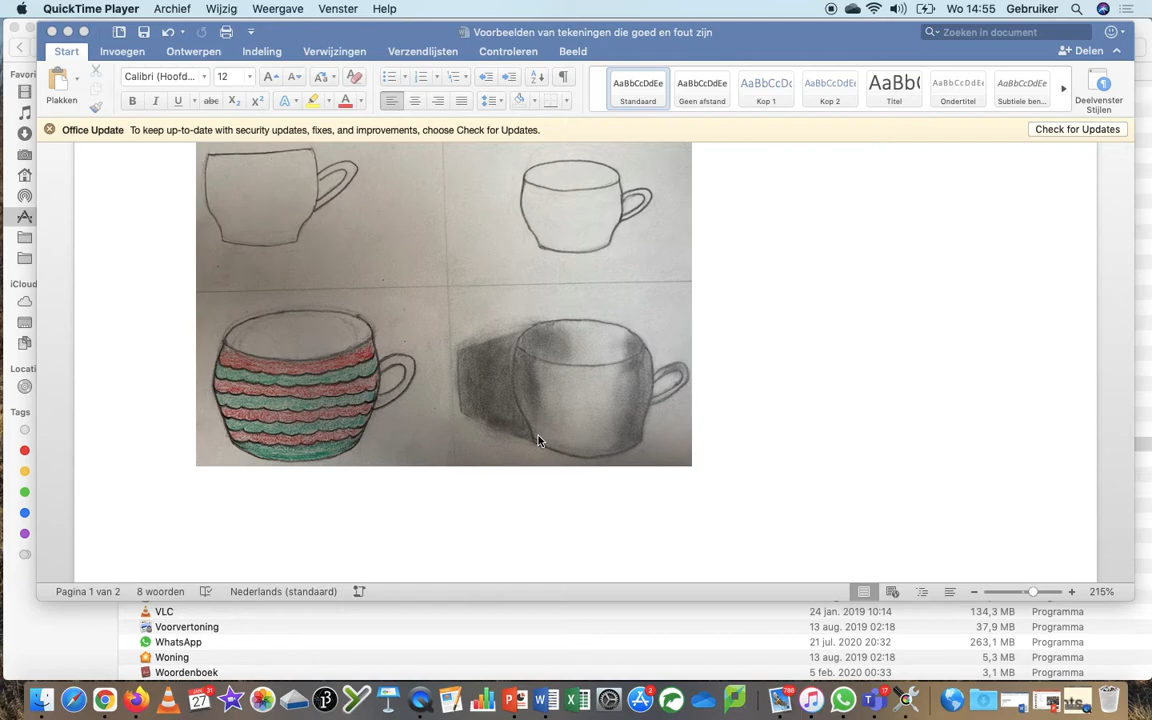 QuickTime Player Archief Wijzig Weergave Venster Help Wo 14:55 Gebruiker
Voorbeelden van tekeningen die goed en fout zijn Zoeken in document
Start Invoegen Ontwerpen Indeling Verwijzingen Verzendlijsten Controleren Beeld Delen
Plakken Calibri (Hoofd... 12 AaBbCcDdEe AaBbCcDdEe AaBbCcDc AaBbCcDdEe AaBb( AaBbCcDdEe AaBbCcDdEe
B I U abc X₂ X² A A Standaard Geen afstand Kop 1 Kop 2 Titel Ondertitel Subtiele ben... Deelvenster
Stijlen
Office Update To keep up-to-date with security updates, fixes, and improvements, choose Check for Updates. Check for Updates
Favori
iCloud
Locati
Tags
Pagina 1 van 2 8 woorden Nederlands (standaard) 215%
VLC 24 jan. 2019 10:14 134,3 MB Programma
Voorvertoning 13 aug. 2019 02:18 37,9 MB Programma
WhatsApp 21 jul. 2020 20:32 263,1 MB Programma
Woning 13 aug. 2019 02:18 5,3 MB Programma
Woordenboek 5 feb. 2020 00:33 3,1 MB Programma